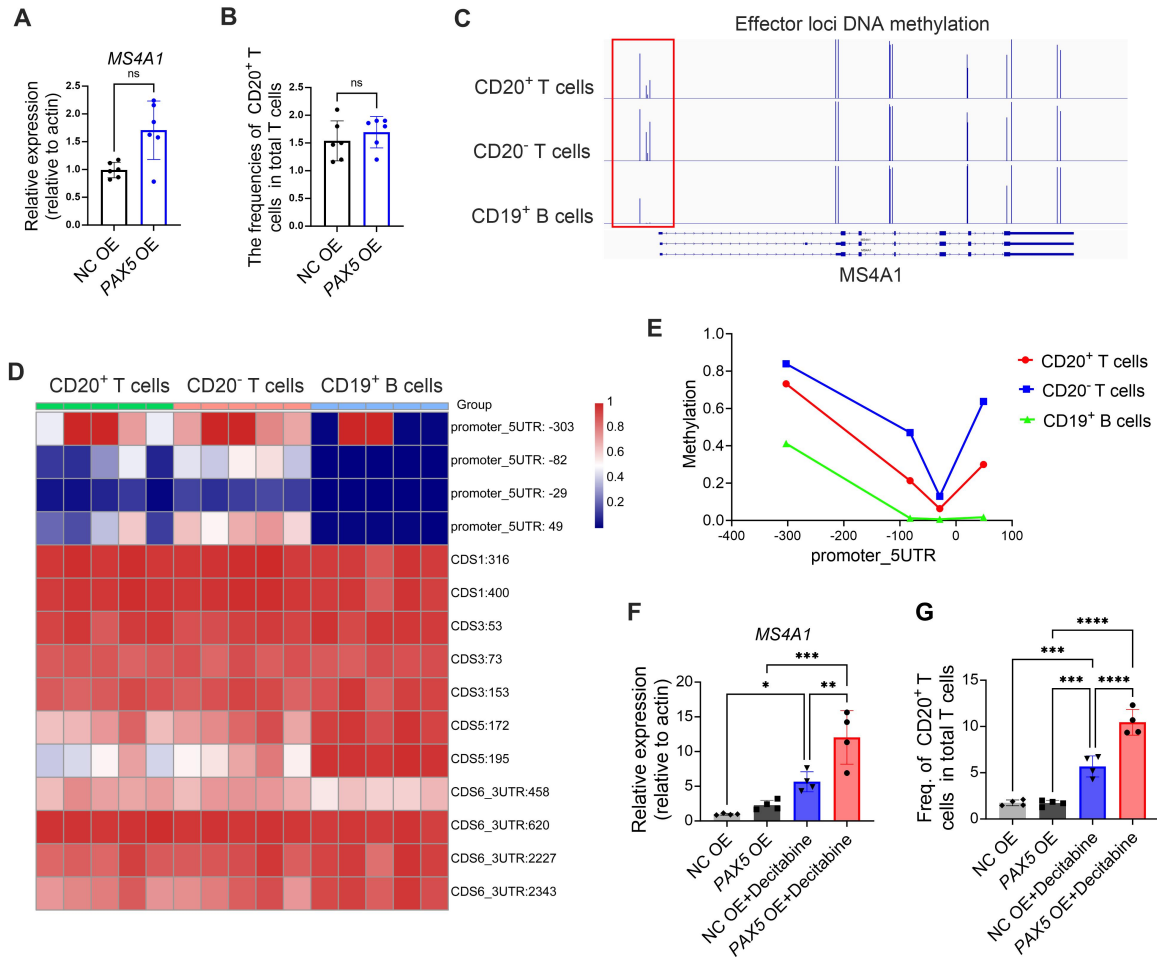 A
MS4A1
ns
Relative expression
(relative to actin)
2.5
2.0
1.5
1.0
0.5
0.0
NC OE
PAX5 OE
B
ns
The frequencies of CD20⁺ T
cells in total T cells
2.5
2.0
1.5
1.0
0.5
0.0
NC OE
PAX5 OE
C
Effector loci DNA methylation
CD20⁺ T cells
CD20⁻ T cells
CD19⁺ B cells
MS4A1
D
CD20⁺ T cells
CD20⁻ T cells
CD19⁺ B cells
Group
promoter_5UTR: -303
promoter_5UTR: -82
promoter_5UTR: -29
promoter_5UTR: 49
CDS1:316
CDS1:400
CDS3:53
CDS3:73
CDS3:153
CDS5:172
CDS5:195
CDS6_3UTR:458
CDS6_3UTR:620
CDS6_3UTR:2227
CDS6_3UTR:2343
1
0.8
0.6
0.4
0.2
0
E
Methylation
1.0
0.8
0.6
0.4
0.2
0.0
-400
-300
-200
-100
0
100
promoter_5UTR
CD20⁺ T cells
CD20⁻ T cells
CD19⁺ B cells
F
MS4A1
***
*
**
Relative expression
(relative to actin)
20
15
10
5
0
NC OE
PAX5 OE
NC OE+Decitabine
PAX5 OE+Decitabine
G
****
***
***
****
Freq. of CD20⁺ T
cells in total T cells
15
10
5
0
NC OE
PAX5 OE
NC OE+Decitabine
PAX5 OE+Decitabine